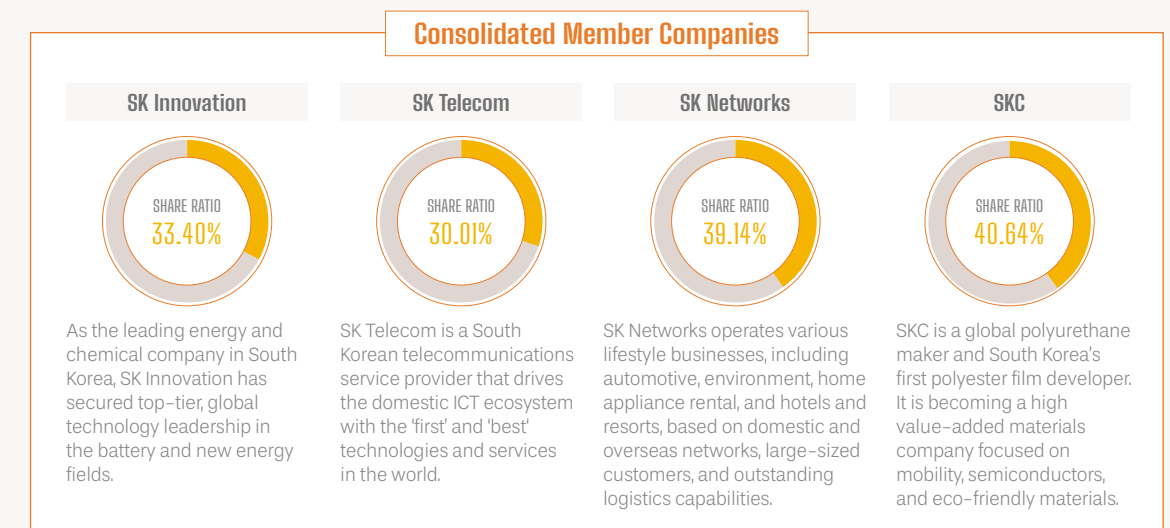 Consolidated Member Companies
SK Innovation
SHARE RATIO
33.40%
As the leading energy and
chemical company in South
Korea, SK Innovation has
secured top-tier, global
technology leadership in
the battery and new energy
fields.
SK Telecom
SHARE RATIO
30.01%
SK Telecom is a South
Korean telecommunications
service provider that drives
the domestic ICT ecosystem
with the 'first' and 'best'
technologies and services
in the world.
SK Networks
SHARE RATIO
39.14%
SK Networks operates various
lifestyle businesses, including
automotive, environment, home
appliance rental, and hotels and
resorts, based on domestic and
overseas networks, large-sized
customers, and outstanding
logistics capabilities.
SKC
SHARE RATIO
40.64%
SKC is a global polyurethane
maker and South Korea's
first polyester film developer.
It is becoming a high
value-added materials
company focused on
mobility, semiconductors,
and eco-friendly materials.